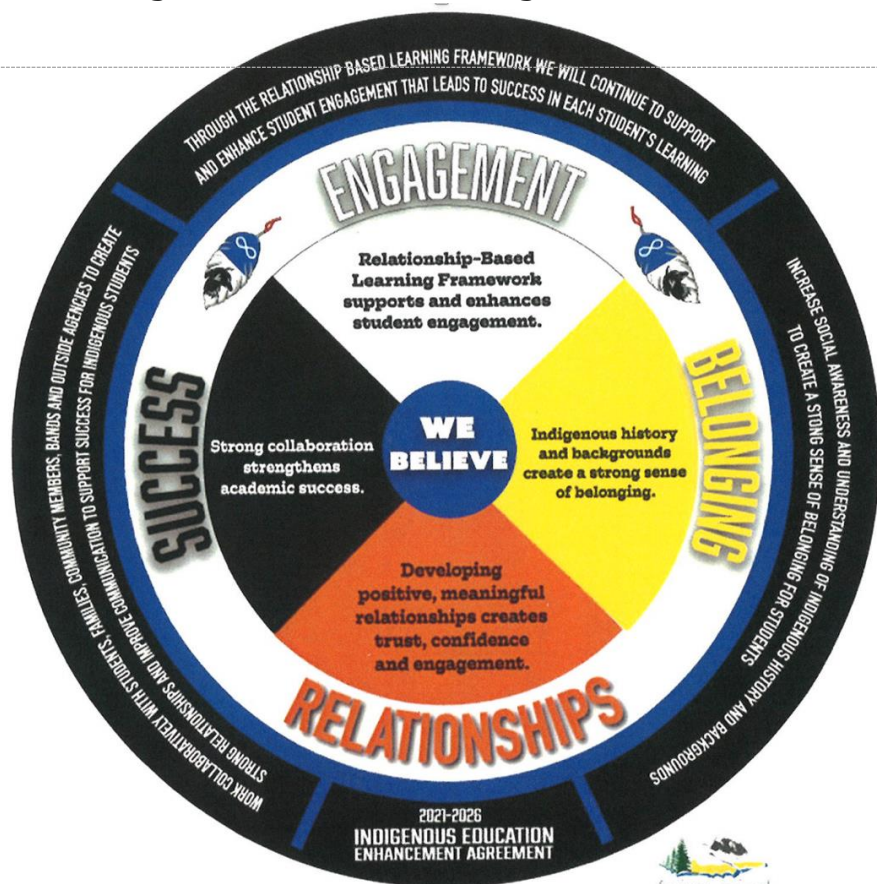 THROUGH THE RELATIONSHIP BASED LEARNING FRAMEWORK WE WILL CONTINUE TO SUPPORT
AND ENHANCE STUDENT ENGAGEMENT THAT LEADS TO SUCCESS IN EACH STUDENT'S LEARNING
ENGAGEMENT
Relationship-Based
Learning Framework
supports and enhances
student engagement.
INCREASE SOCIAL AWARENESS AND UNDERSTANDING OF INDIGENOUS HISTORY AND BACKGROUNDS
TO CREATE A STONG SENSE OF BELONGING FOR STUDENTS
BELONGING
Indigenous history
and backgrounds
create a strong sense
of belonging.
WE
BELIEVE
SUCCESS
Strong collaboration
strengthens
academic success.
WORK COLLABORATIVELY WITH STUDENTS, FAMILIES, COMMUNITY MEMBERS, BANDS AND OUTSIDE AGENCIES TO CREATE
STRONG RELATIONSHIPS AND IMPROVE COMMUNICATION TO SUPPORT SUCCESS FOR INDIGENOUS STUDENTS
Developing
positive, meaningful
relationships creates
trust, confidence
and engagement.
RELATIONSHIPS
2021-2026
INDIGENOUS EDUCATION
ENHANCEMENT AGREEMENT